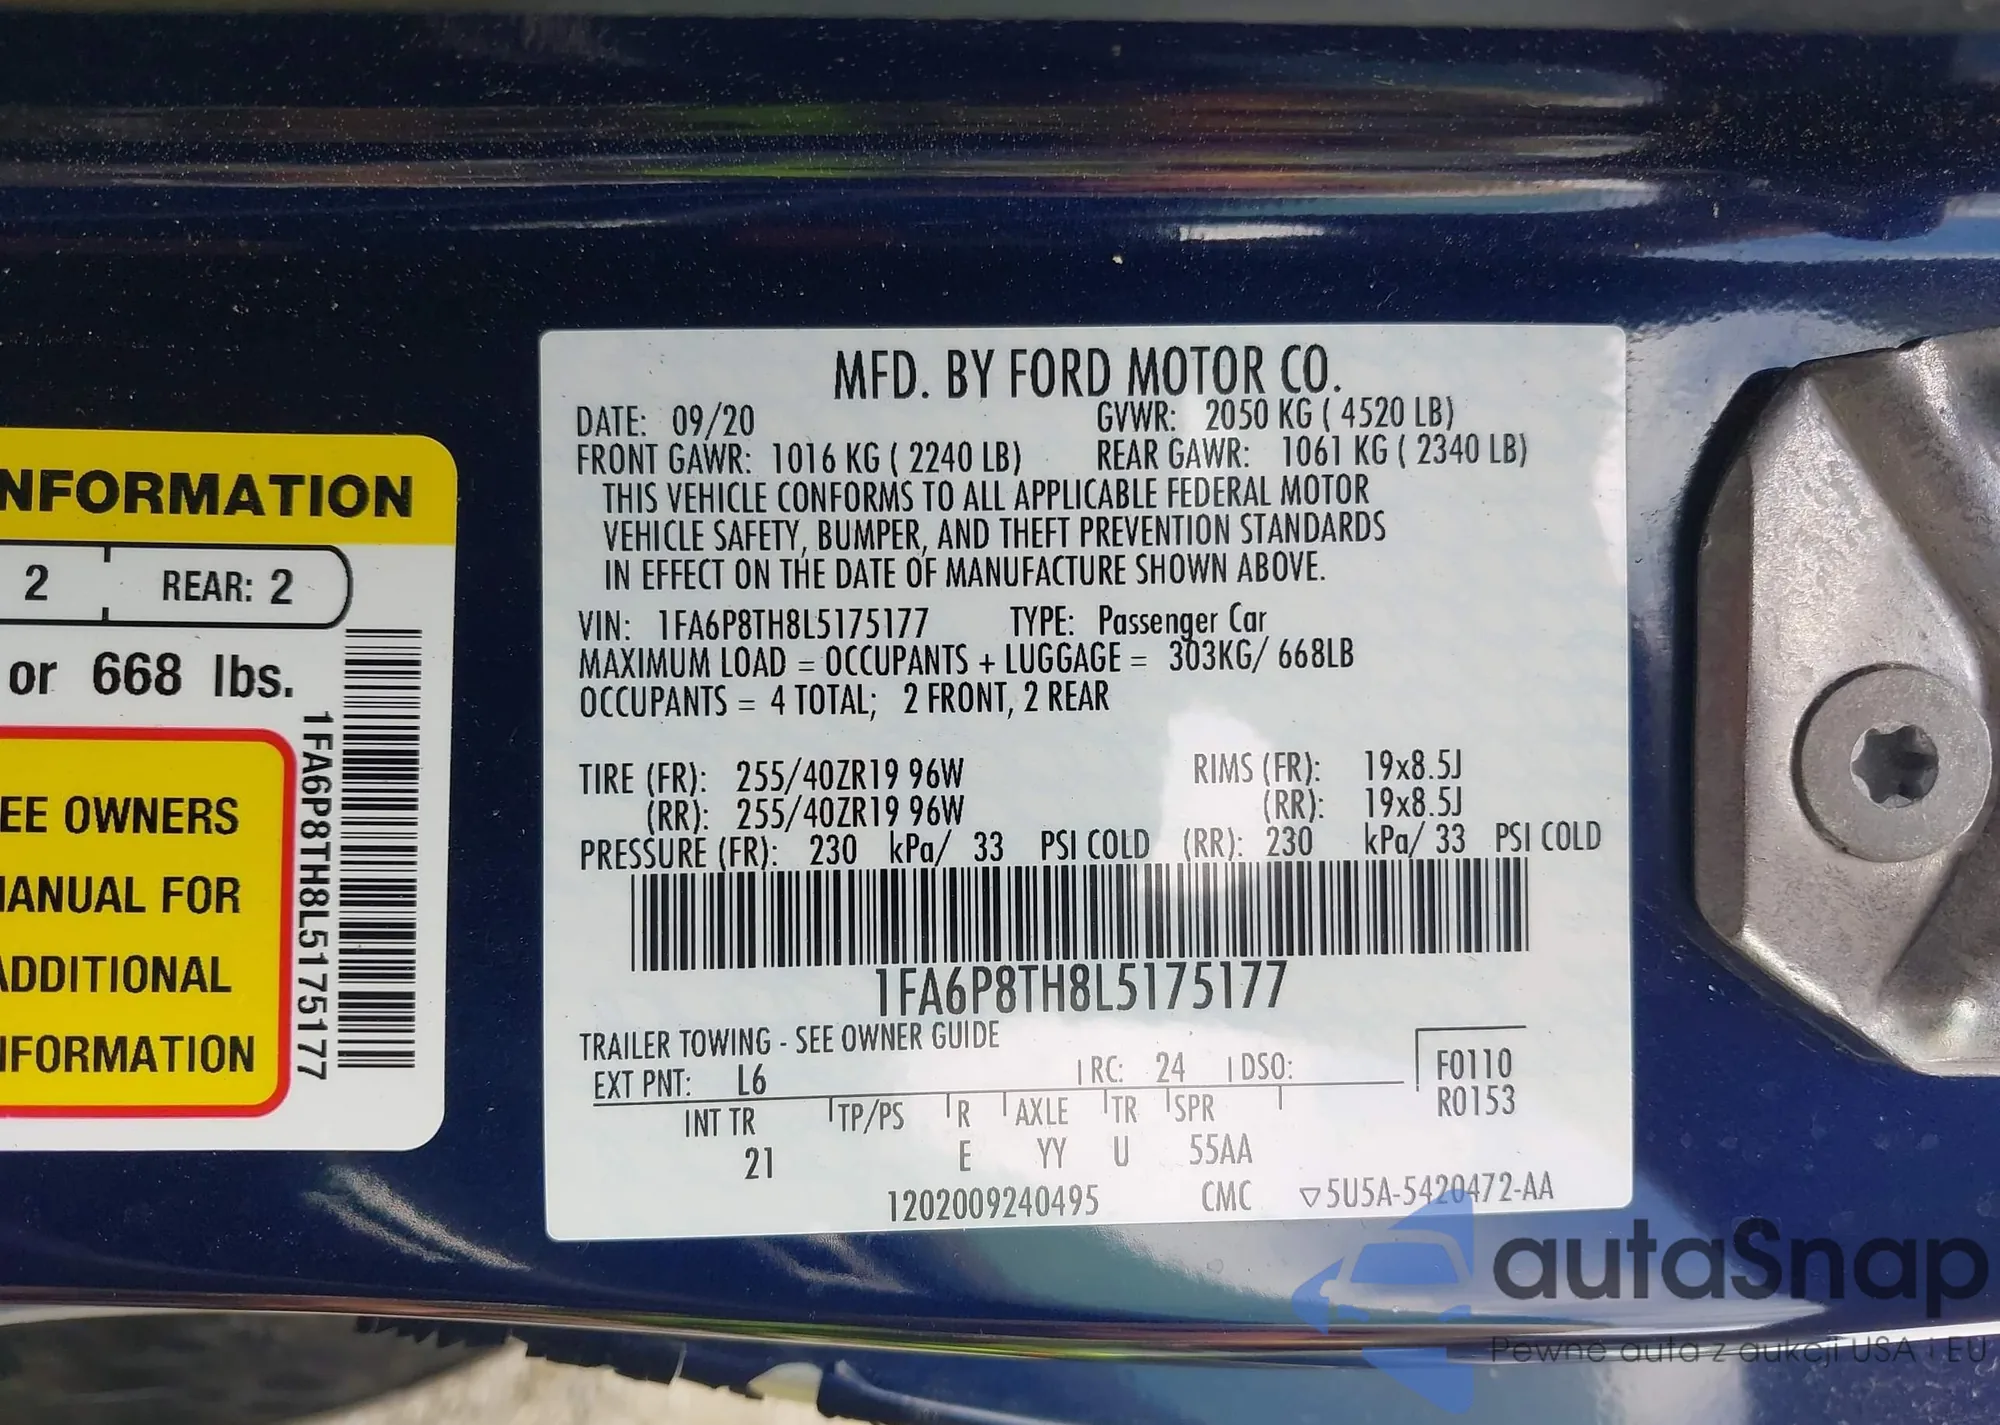 NFORMATION
2 REAR: 2
or 668 lbs.
EE OWNERS
ANUAL FOR
ADDITIONAL
NFORMATION
1FA6P8TH8L5175177
MFD. BY FORD MOTOR CO.
DATE: 09/20 GVWR: 2050 KG ( 4520 LB)
FRONT GAWR: 1016 KG ( 2240 LB) REAR GAWR: 1061 KG ( 2340 LB)
THIS VEHICLE CONFORMS TO ALL APPLICABLE FEDERAL MOTOR
VEHICLE SAFETY, BUMPER, AND THEFT PREVENTION STANDARDS
IN EFFECT ON THE DATE OF MANUFACTURE SHOWN ABOVE.
VIN: 1FA6P8TH8L5175177 TYPE: Passenger Car
MAXIMUM LOAD = OCCUPANTS + LUGGAGE = 303KG/ 668LB
OCCUPANTS = 4 TOTAL; 2 FRONT, 2 REAR
TIRE (FR): 255/40ZR19 96W RIMS (FR): 19x8.5J
(RR): 255/40ZR19 96W (RR): 19x8.5J
PRESSURE (FR): 230 kPa/ 33 PSI COLD (RR): 230 kPa/ 33 PSI COLD
1FA6P8TH8L5175177
TRAILER TOWING - SEE OWNER GUIDE
EXT PNT: L6 RC: 24 DSO: F0110
R0153
INT TR TP/PS R AXLE TR SPR
21 E YY U 55AA
1202009240495 CMC ▽5U5A-5420472-AA
autaSnap
Pewne auta z aukcji USA i EU